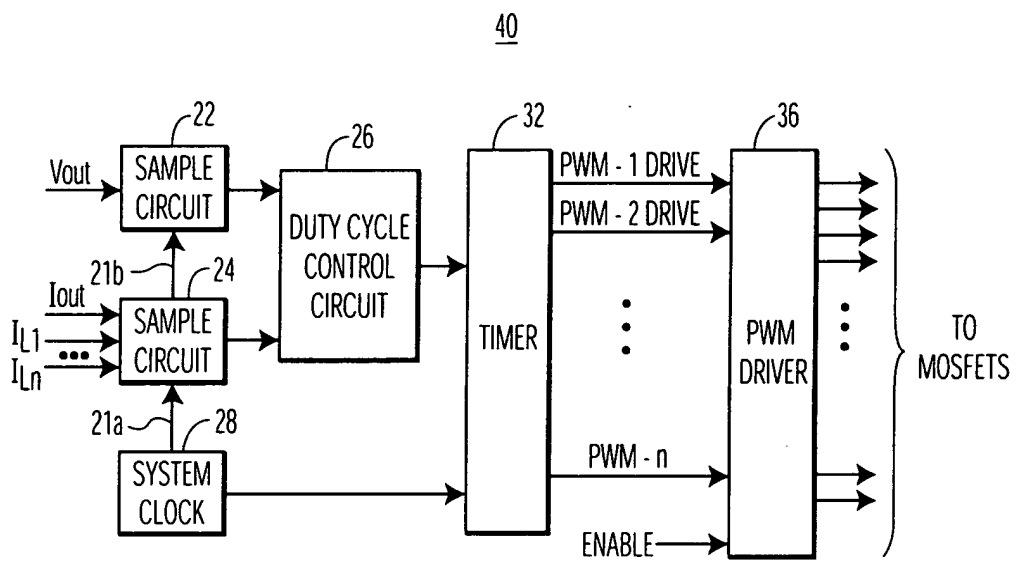 40
22
SAMPLE
CIRCUIT
Vout
26
DUTY CYCLE
CONTROL
CIRCUIT
32
TIMER
PWM - 1 DRIVE
PWM - 2 DRIVE
PWM - n
ENABLE
36
PWM
DRIVER
TO
MOSFETS
21b
24
Iout
IL1
ILn
SAMPLE
CIRCUIT
21a
28
SYSTEM
CLOCK